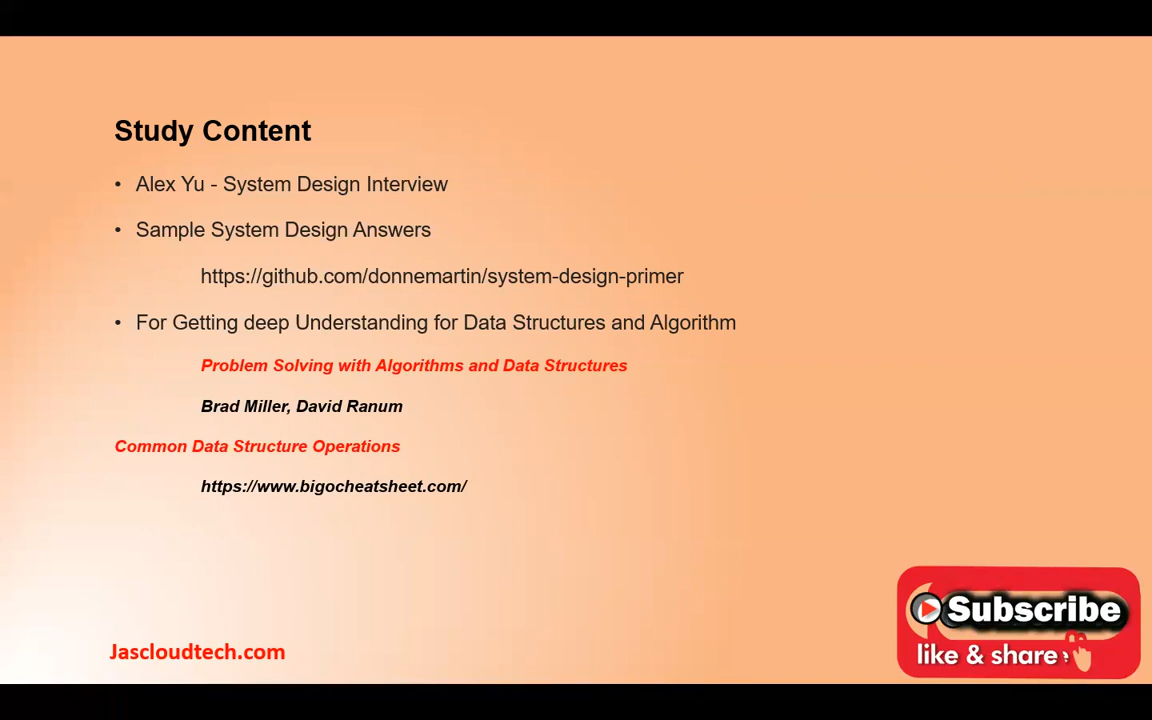 Study Content
• Alex Yu - System Design Interview
• Sample System Design Answers
https://github.com/donnemartin/system-design-primer
• For Getting deep Understanding for Data Structures and Algorithm
Problem Solving with Algorithms and Data Structures
Brad Miller, David Ranum
Common Data Structure Operations
https://www.bigocheatsheet.com/
Subscribe
like & share
Jascloudtech.com